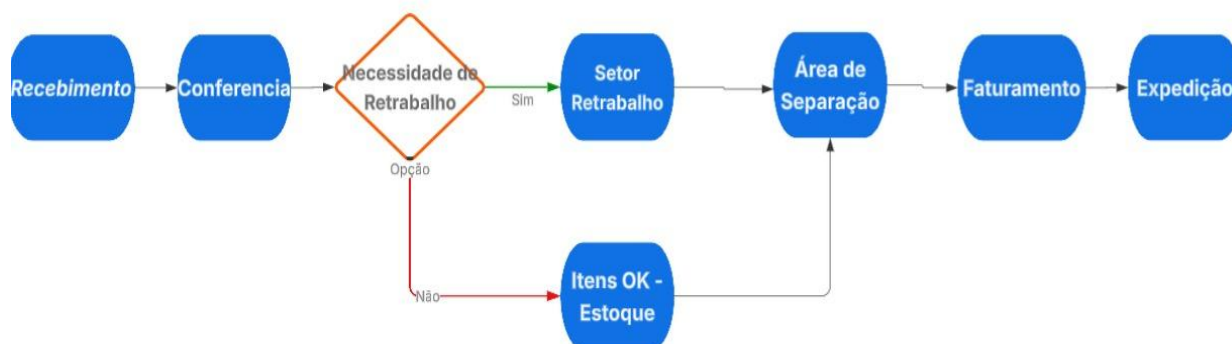 Recebimento
Conferencia
Necessidade de
Retrabalho
Sim
Setor
Retrabalho
Área de
Separação
Faturamento
Expedição
Opção
Não
Itens OK -
Estoque